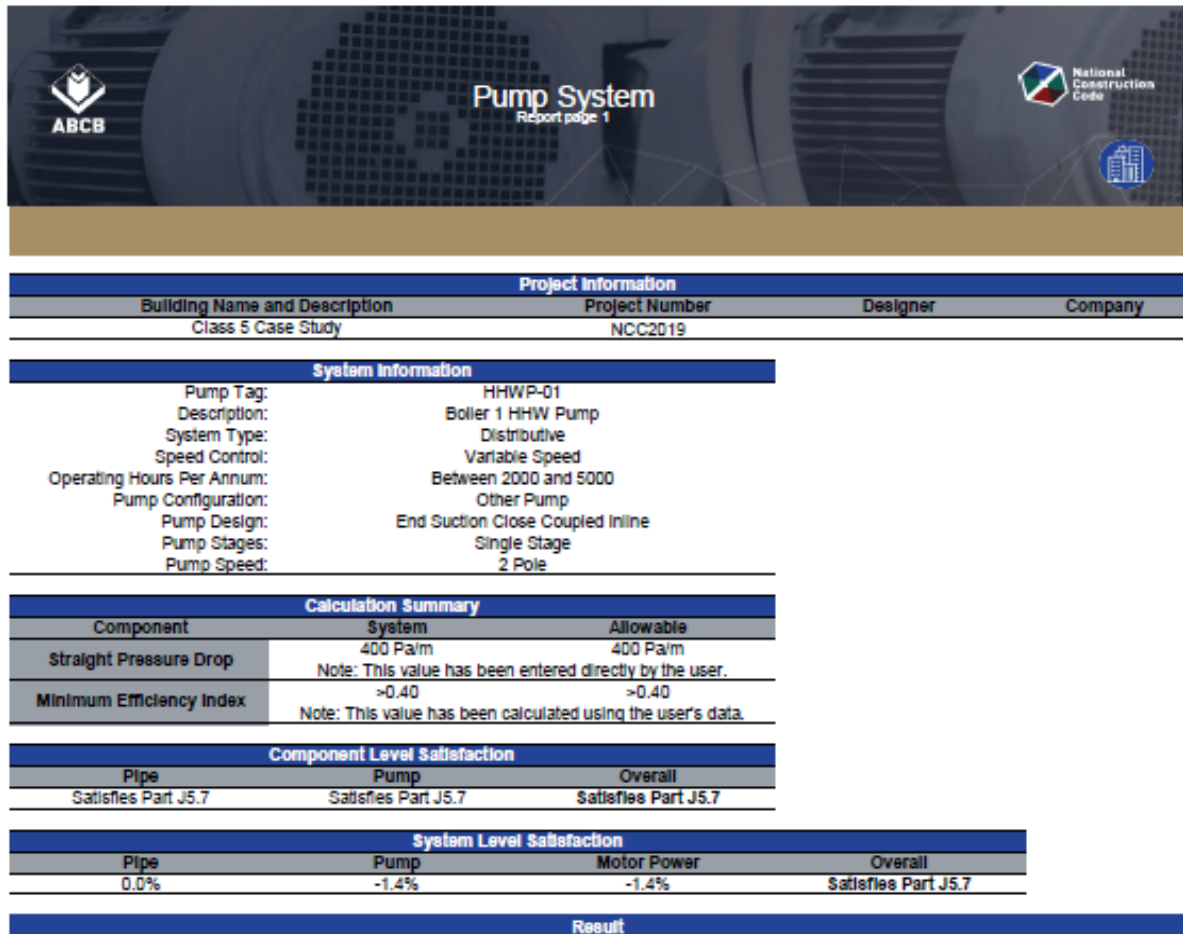 ABCB
Pump System
Report page 1
National
Construction
Code
Project Information
Building Name and Description Project Number Designer Company
Class 5 Case Study NCC2019
System Information
Pump Tag: HHWP-01
Description: Boiler 1 HHW Pump
System Type: Distributive
Speed Control: Variable Speed
Operating Hours Per Annum: Between 2000 and 5000
Pump Configuration: Other Pump
Pump Design: End Suction Close Coupled Inline
Pump Stages: Single Stage
Pump Speed: 2 Pole
Calculation Summary
Component System Allowable
Straight Pressure Drop 400 Pa/m 400 Pa/m
Note: This value has been entered directly by the user.
Minimum Efficiency Index >0.40 >0.40
Note: This value has been calculated using the user's data.
Component Level Satisfaction
Pipe Pump Overall
Satisfies Part J5.7 Satisfies Part J5.7 Satisfies Part J5.7
System Level Satisfaction
Pipe Pump Motor Power Overall
0.0% -1.4% -1.4% Satisfies Part J5.7
Result